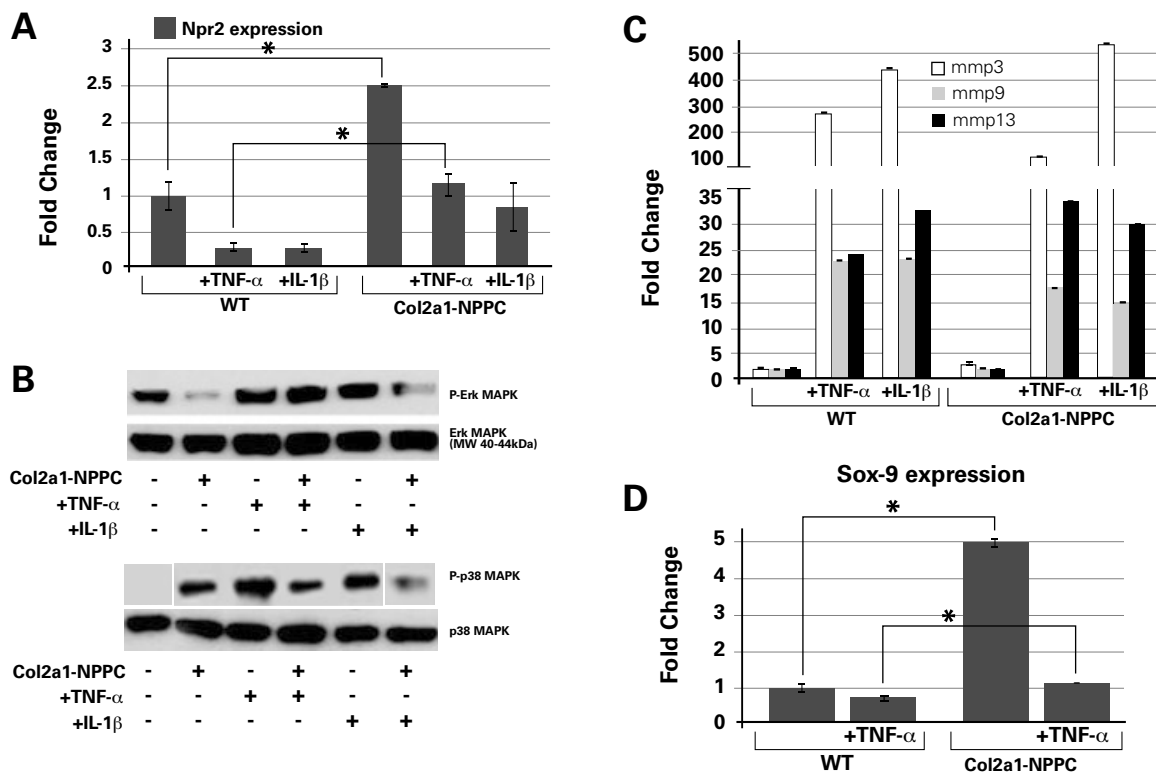 A
Npr2 expression
*
*
Fold Change
3
2.5
2
1.5
1
0.5
0
+TNF-α +IL-1β +TNF-α +IL-1β
WT Col2a1-NPPC
B
P-Erk MAPK
Erk MAPK
(MW 40-44kDa)
Col2a1-NPPC - + - + - +
+TNF-α - - + + - -
+IL-1β - - - - + +
P-p38 MAPK
p38 MAPK
Col2a1-NPPC - + - + - +
+TNF-α - - + +
+IL-1β - + +
C
mmp3
mmp9
mmp13
Fold Change
500
400
300
200
100
35
30
25
20
15
10
5
0
+TNF-α +IL-1β +TNF-α +IL-1β
WT Col2a1-NPPC
D
Sox-9 expression
*
*
Fold Change
5
4
3
2
1
0
+TNF-α +TNF-α
WT Col2a1-NPPC